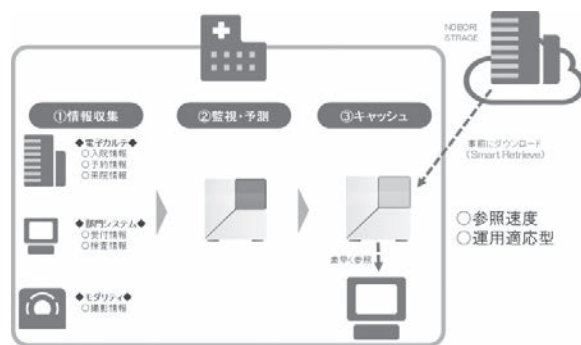 NOBORI
STRAGE
①情報収集
②監視・予測
③キャッシュ
◆電子カルテ◆
○入院情報
○予約情報
○来院情報
事前にダウンロード
(Smart Retrieve)
◆部門システム◆
○受付情報
○検査情報
○参照速度
○運用適応型
素早く参照
◆モダリティ◆
○撮影情報